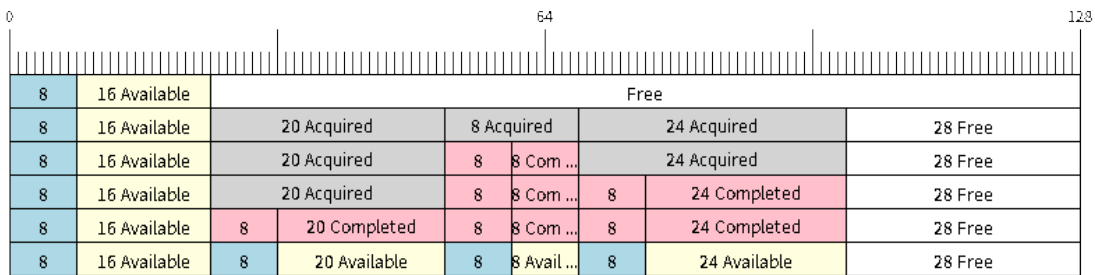 0 64 128
8 16 Available Free
8 16 Available 20 Acquired 8 Acquired 24 Acquired 28 Free
8 16 Available 20 Acquired 8 8 Com ... 24 Acquired 28 Free
8 16 Available 20 Acquired 8 8 Com ... 8 24 Completed 28 Free
8 16 Available 8 20 Completed 8 8 Com ... 8 24 Completed 28 Free
8 16 Available 8 20 Available 8 8 Avail ... 8 24 Available 28 Free